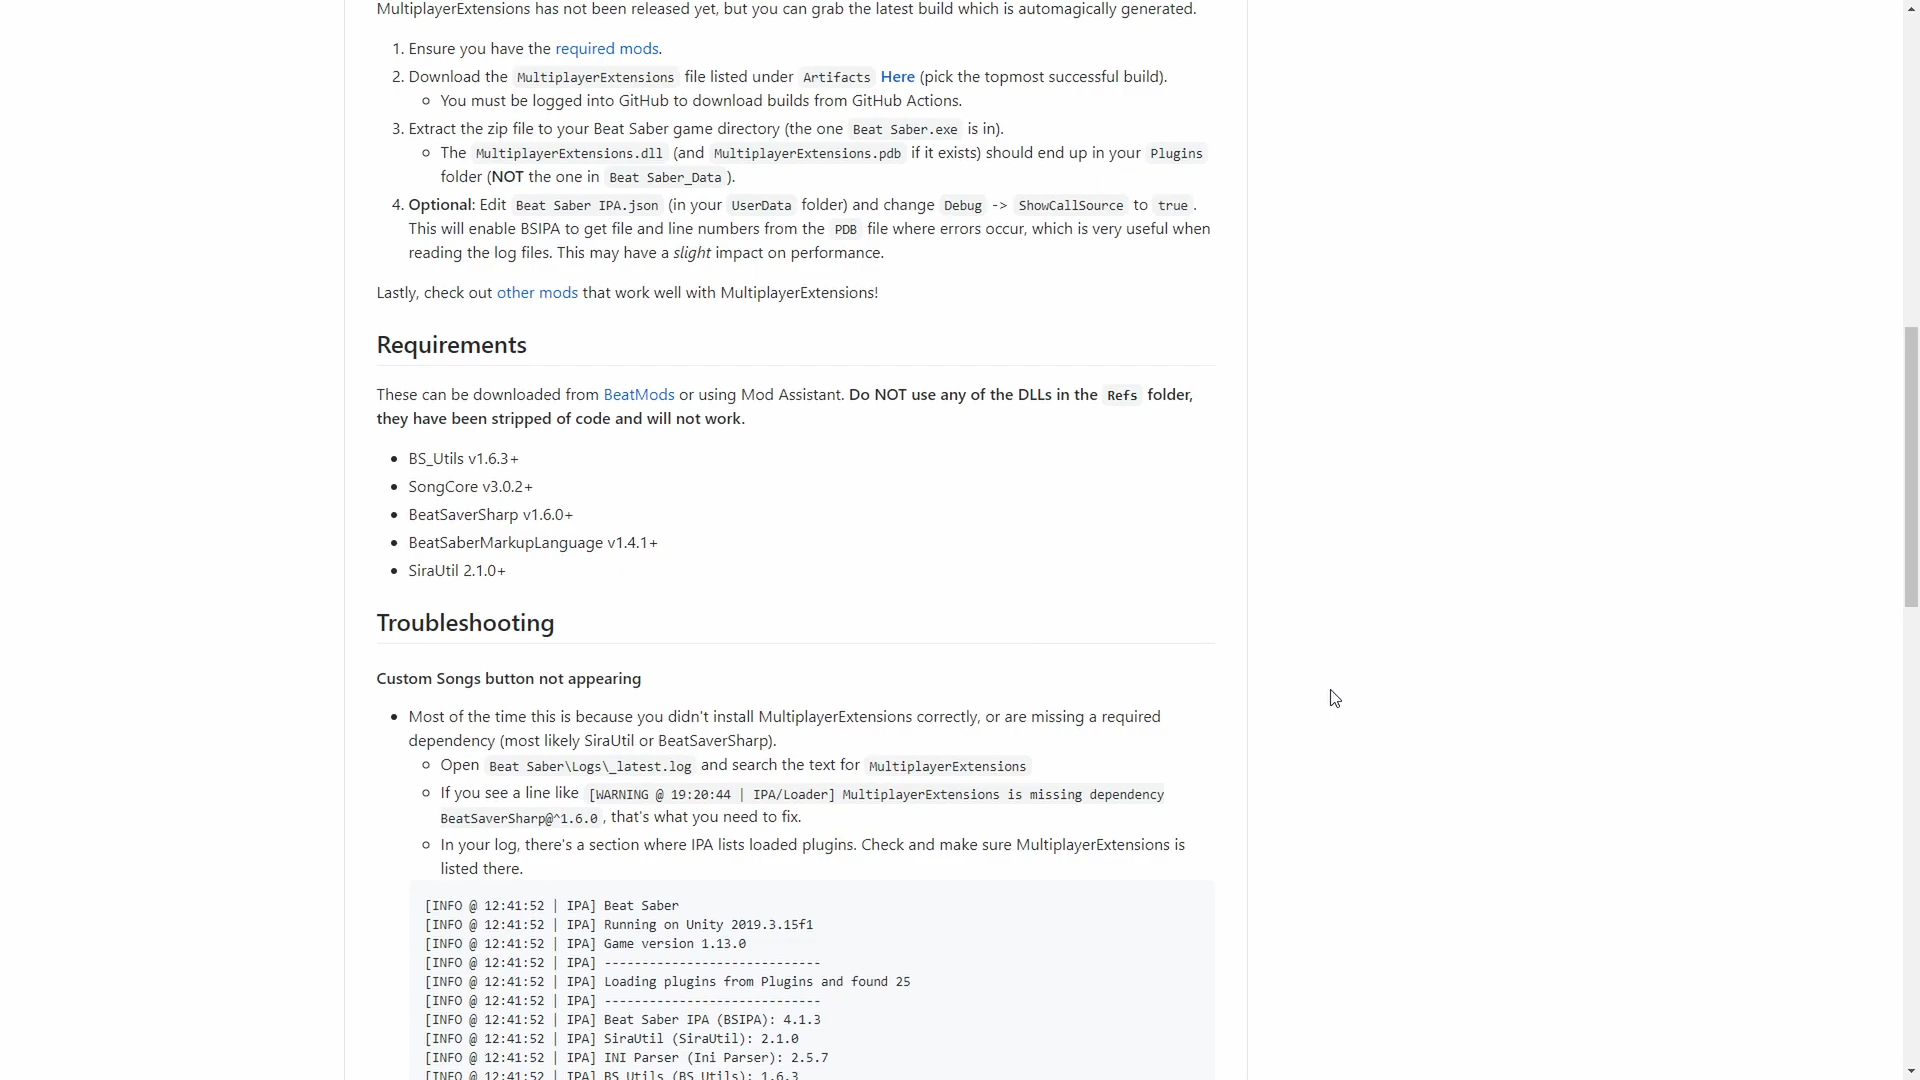 MultiplayerExtensions has not been released yet, but you can grab the latest build which is automagically generated.
1. Ensure you have the required mods.
2. Download the MultiplayerExtensions file listed under Artifacts Here (pick the topmost successful build).
You must be logged into GitHub to download builds from GitHub Actions.
3. Extract the zip file to your Beat Saber game directory (the one Beat Saber.exe is in).
The MultiplayerExtensions.dll (and MultiplayerExtensions.pdb if it exists) should end up in your Plugins
folder (NOT the one in Beat Saber_Data ).
4. Optional: Edit Beat Saber IPA.json (in your UserData folder) and change Debug -> ShowCallSource to true .
This will enable BSIPA to get file and line numbers from the PDB file where errors occur, which is very useful when
reading the log files. This may have a slight impact on performance.
Lastly, check out other mods that work well with MultiplayerExtensions!
Requirements
These can be downloaded from BeatMods or using Mod Assistant. Do NOT use any of the DLLs in the Refs folder,
they have been stripped of code and will not work.
BS_Utils v1.6.3+
SongCore v3.0.2+
BeatSaverSharp v1.6.0+
BeatSaberMarkupLanguage v1.4.1+
SiraUtil 2.1.0+
Troubleshooting
Custom Songs button not appearing
Most of the time this is because you didn't install MultiplayerExtensions correctly, or are missing a required
dependency (most likely SiraUtil or BeatSaverSharp).
Open Beat Saber\Logs\_latest.log and search the text for MultiplayerExtensions
If you see a line like [WARNING @ 19:20:44 | IPA/Loader] MultiplayerExtensions is missing dependency
BeatSaverSharp@^1.6.0 , that's what you need to fix.
In your log, there's a section where IPA lists loaded plugins. Check and make sure MultiplayerExtensions is
listed there.
[INFO @ 12:41:52 | IPA] Beat Saber
[INFO @ 12:41:52 | IPA] Running on Unity 2019.3.15f1
[INFO @ 12:41:52 | IPA] Game version 1.13.0
[INFO @ 12:41:52 | IPA] -----------------------------
[INFO @ 12:41:52 | IPA] Loading plugins from Plugins and found 25
[INFO @ 12:41:52 | IPA] -----------------------------
[INFO @ 12:41:52 | IPA] Beat Saber IPA (BSIPA): 4.1.3
[INFO @ 12:41:52 | IPA] SiraUtil (SiraUtil): 2.1.0
[INFO @ 12:41:52 | IPA] INI Parser (Ini Parser): 2.5.7
[INFO @ 12:41:52 | IPA] BS Utils (BS Utils): 1.6.3